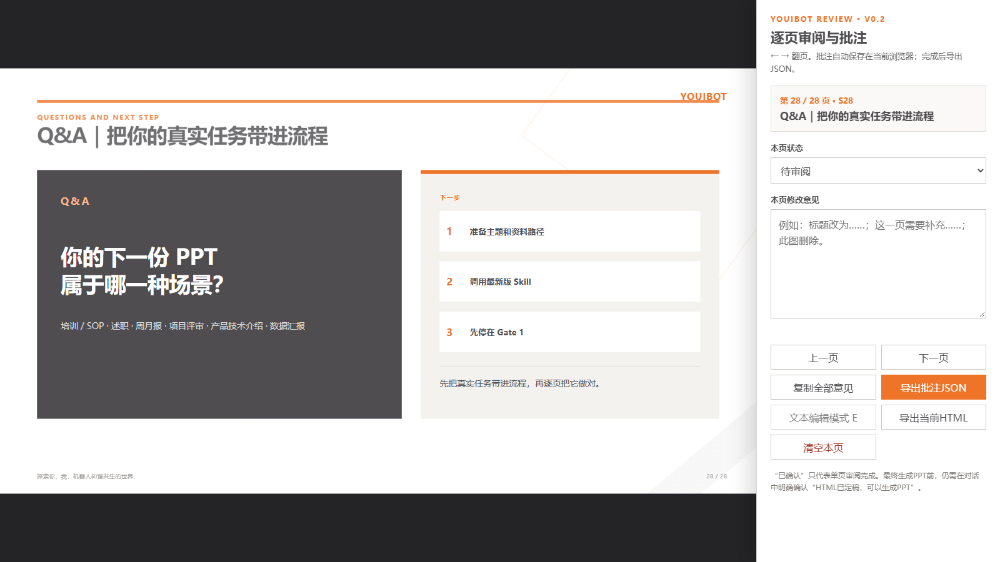 YOUIBOT
QUESTIONS AND NEXT STEP
Q&A｜把你的真实任务带进流程
Q&A
你的下一份 PPT
属于哪一种场景？
培训 / SOP · 述职 · 周月报 · 项目评审 · 产品技术介绍 · 数据汇报
下一步
1 准备主题和资料路径
2 调用最新版 Skill
3 先停在 Gate 1
先把真实任务带进流程，再逐页把它做对。
探索你、我、机器人和谐共生的世界
28 / 28
YOUIBOT REVIEW • V0.2
逐页审阅与批注
← → 翻页。批注自动保存在当前浏览器；完成后导出
JSON。
第 28 / 28 页 • S28
Q&A｜把你的真实任务带进流程
本页状态
待审阅
本页修改意见
例如：标题改为……；这一页需要补充……；
此图删除。
上一页
下一页
复制全部意见
导出批注JSON
文本编辑模式 E
导出当前HTML
清空本页
“已确认”只代表单页审阅完成。最终生成PPT前，仍需在对话
中明确确认“HTML已定稿，可以生成PPT”。